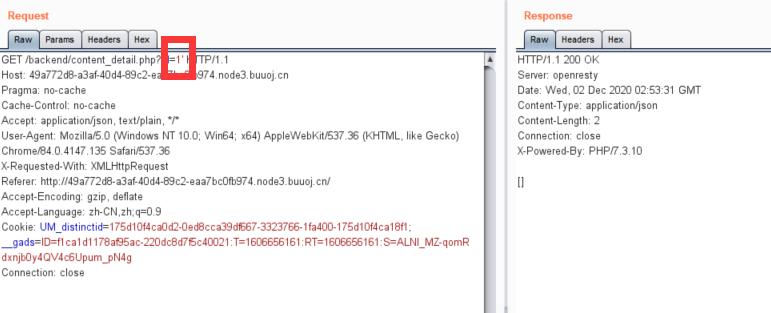 Request
Raw Params Headers Hex
GET /backend/content_detail.php? =1' HTTP/1.1
Host: 49a772d8-a3af-40d4-89c2-ea 974.node3.buuoj.cn
Pragma: no-cache
Cache-Control: no-cache
Accept: application/json, text/plain, */*
User-Agent: Mozilla/5.0 (Windows NT 10.0; Win64; x64) AppleWebKit/537.36 (KHTML, like Gecko)
Chrome/84.0.4147.135 Safari/537.36
X-Requested-With: XMLHttpRequest
Referer: http://49a772d8-a3af-40d4-89c2-eaa7bc0fb974.node3.buuoj.cn/
Accept-Encoding: gzip, deflate
Accept-Language: zh-CN,zh;q=0.9
Cookie: UM_distinctid=175d10f4ca0d2-0ed8cca39df667-3323766-1fa400-175d10f4ca18f1;
__gads=ID=f1ca1d1178af95ac-220dc8d7f5c40021:T=1606656161:RT=1606656161:S=ALNI_MZ-qomR
dxnjb0y4QV4c6Upum_pN4g
Connection: close
Response
Raw Headers Hex
HTTP/1.1 200 OK
Server: openresty
Date: Wed, 02 Dec 2020 02:53:31 GMT
Content-Type: application/json
Content-Length: 2
Connection: close
X-Powered-By: PHP/7.3.10
[]